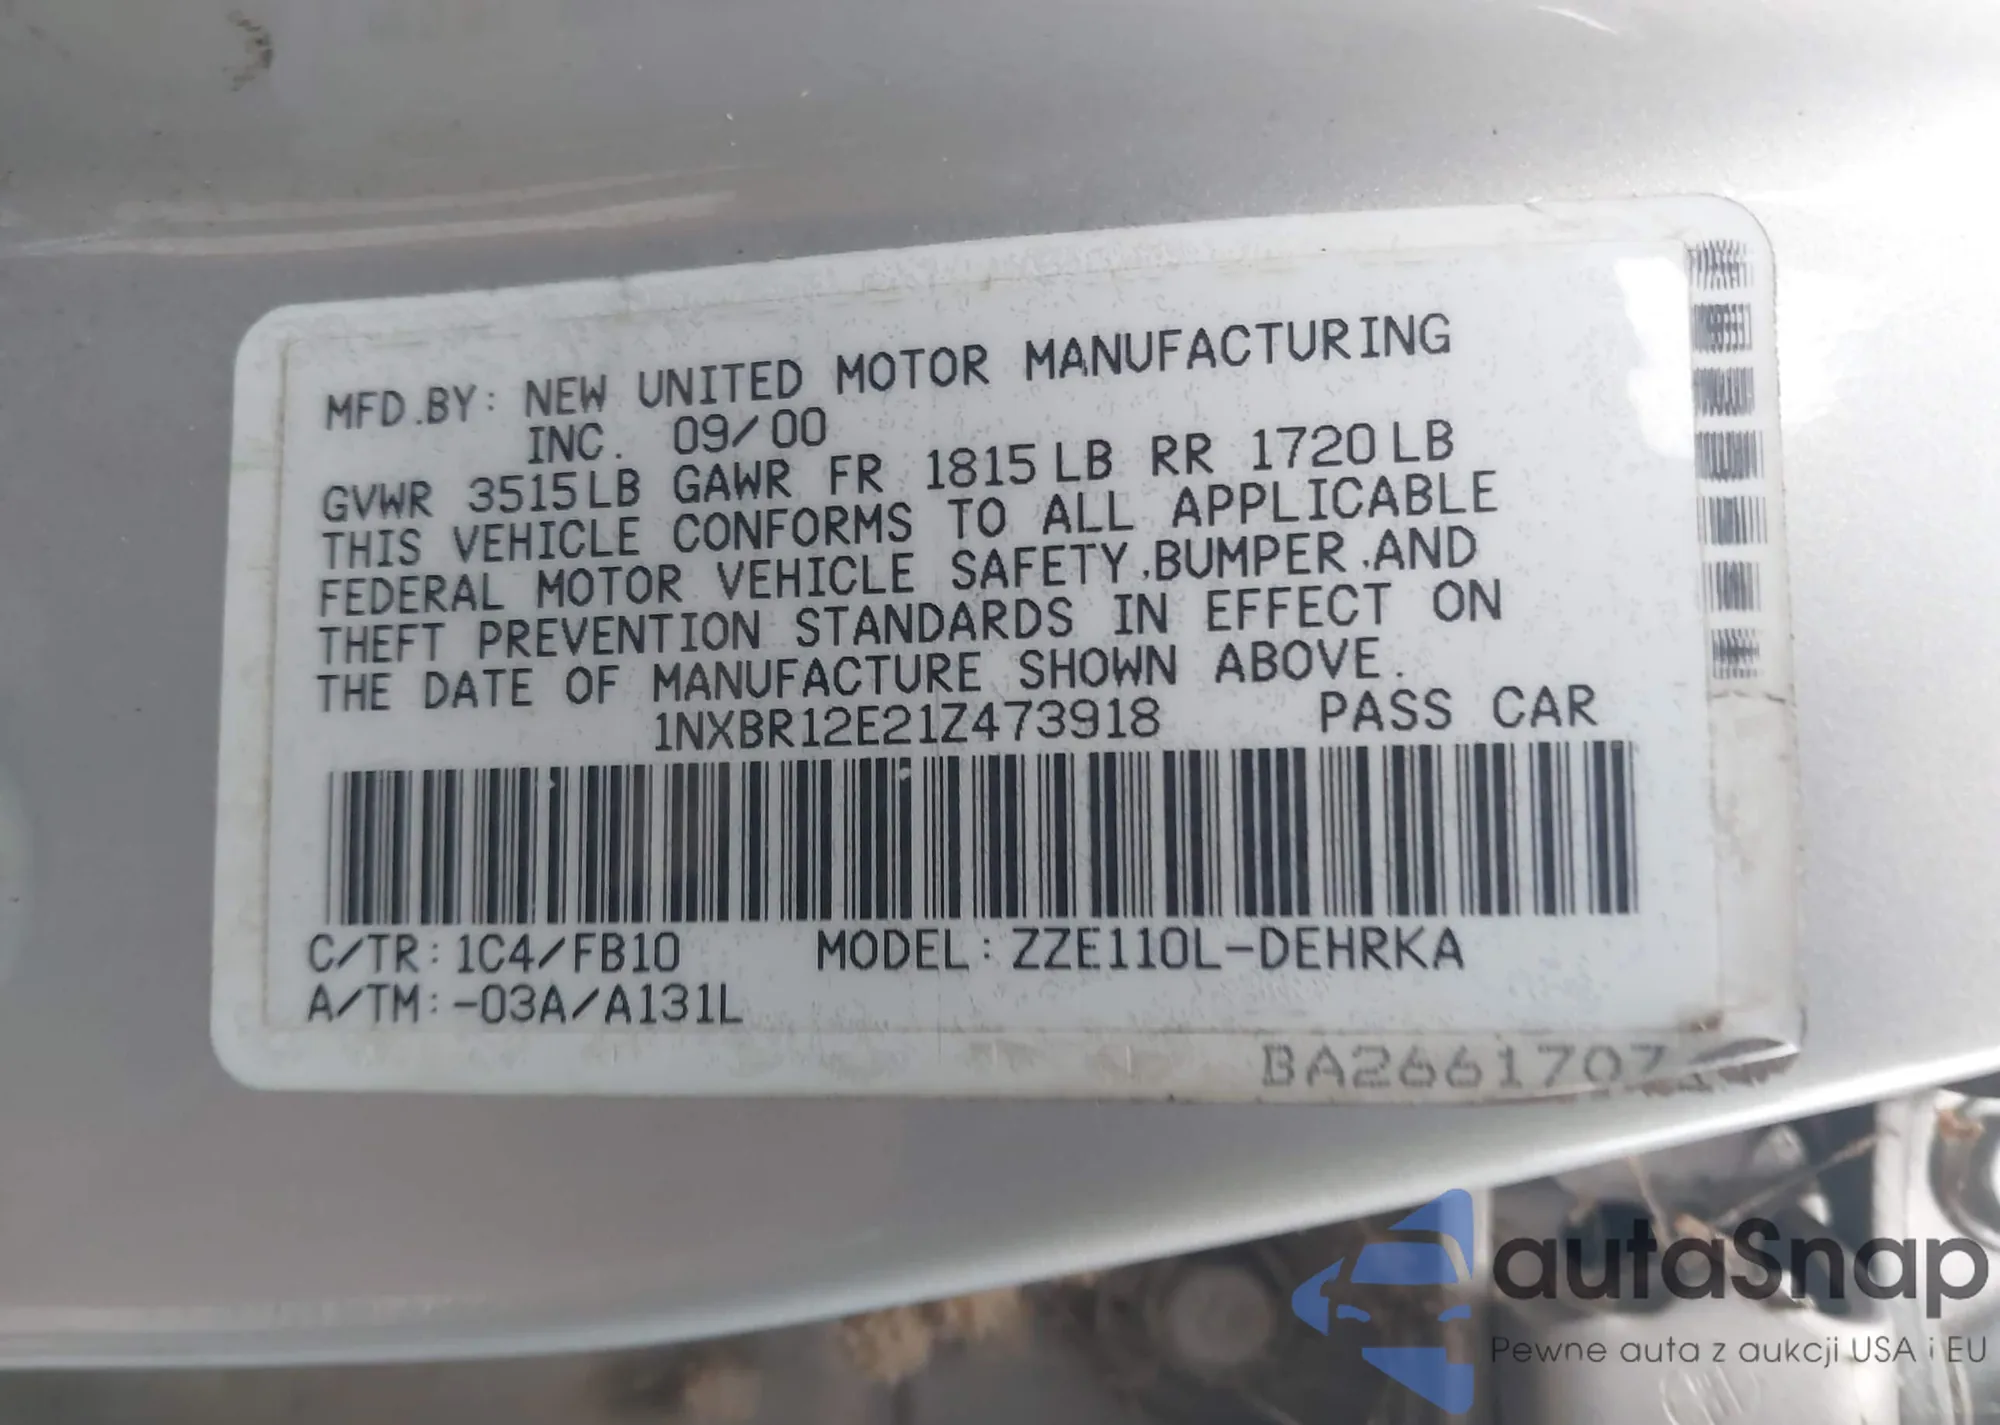 MFD.BY: NEW UNITED MOTOR MANUFACTURING
INC. 09/00
GVWR 3515LB GAWR FR 1815LB RR 1720LB
THIS VEHICLE CONFORMS TO ALL APPLICABLE
FEDERAL MOTOR VEHICLE SAFETY,BUMPER,AND
THEFT PREVENTION STANDARDS IN EFFECT ON
THE DATE OF MANUFACTURE SHOWN ABOVE.
1NXBR12E21Z473918 PASS CAR
C/TR:1C4/FB10 MODEL:ZZE110L-DEHRKA
A/TM:-03A/A131L
autaSnap
Pewne auta z aukcji USA i EU